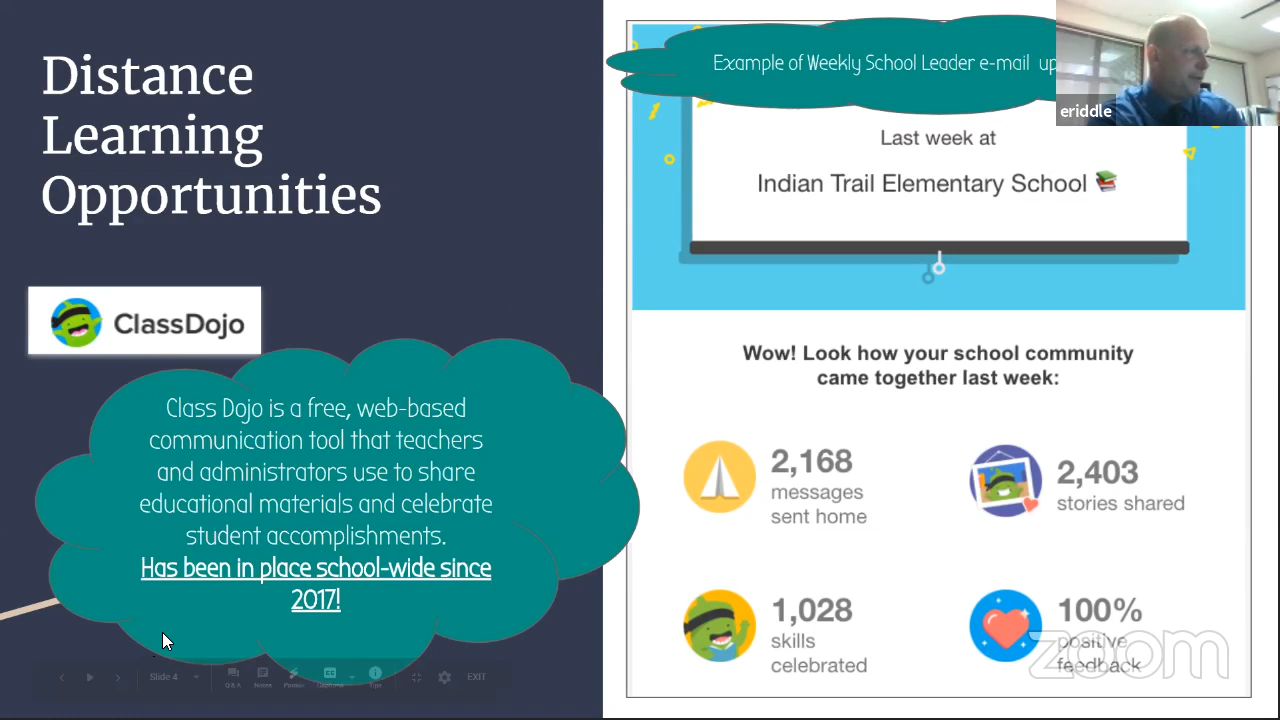 Distance
Learning
Opportunities
ClassDojo
Class Dojo is a free, web-based
communication tool that teachers
and administrators use to share
educational materials and celebrate
student accomplishments.
Has been in place school-wide since
2017!
Example of Weekly School Leader e-mail up
eriddle
Last week at
Indian Trail Elementary School
Wow! Look how your school community
came together last week:
2,168
messages
sent home
2,403
stories shared
1,028
skills
celebrated
100%
positive
feedback
zoom
Slide 4
Q & A
Notes
Captions
Tips
EXIT